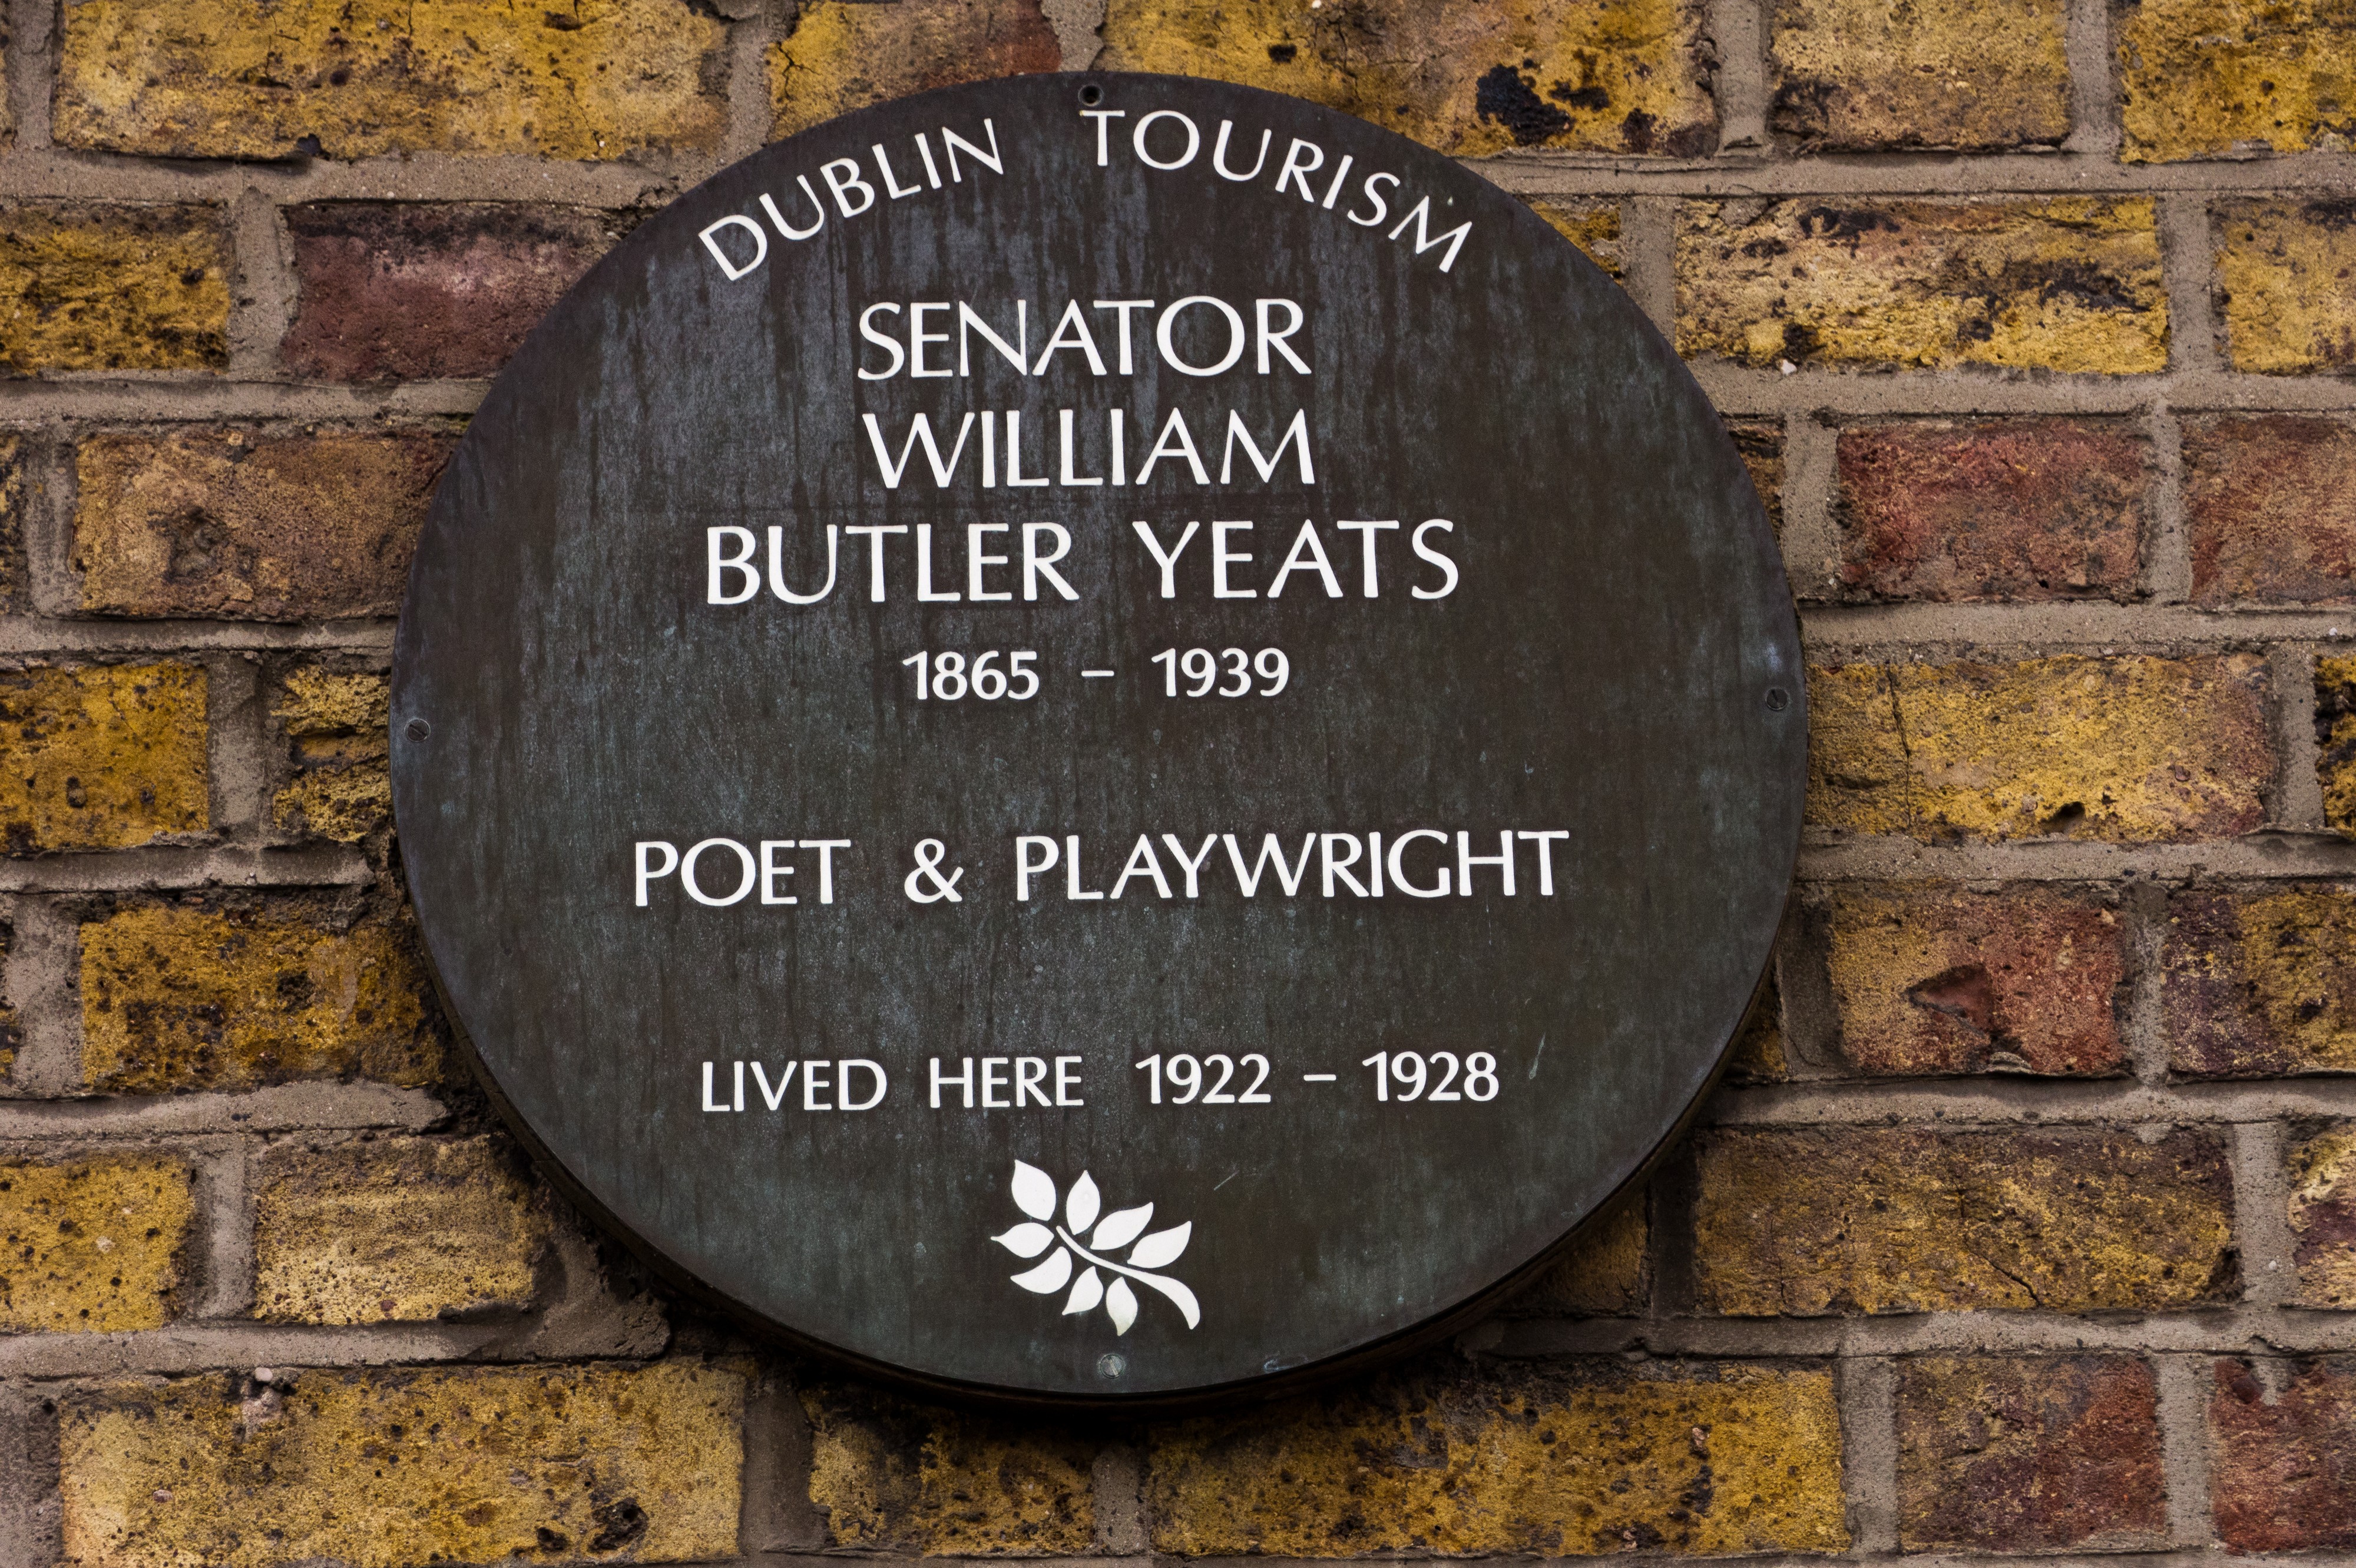 DUBLIN TOURISM
SENATOR
WILLIAM
BUTLER YEATS
1865 – 1939
POET & PLAYWRIGHT
LIVED HERE 1922 – 1928